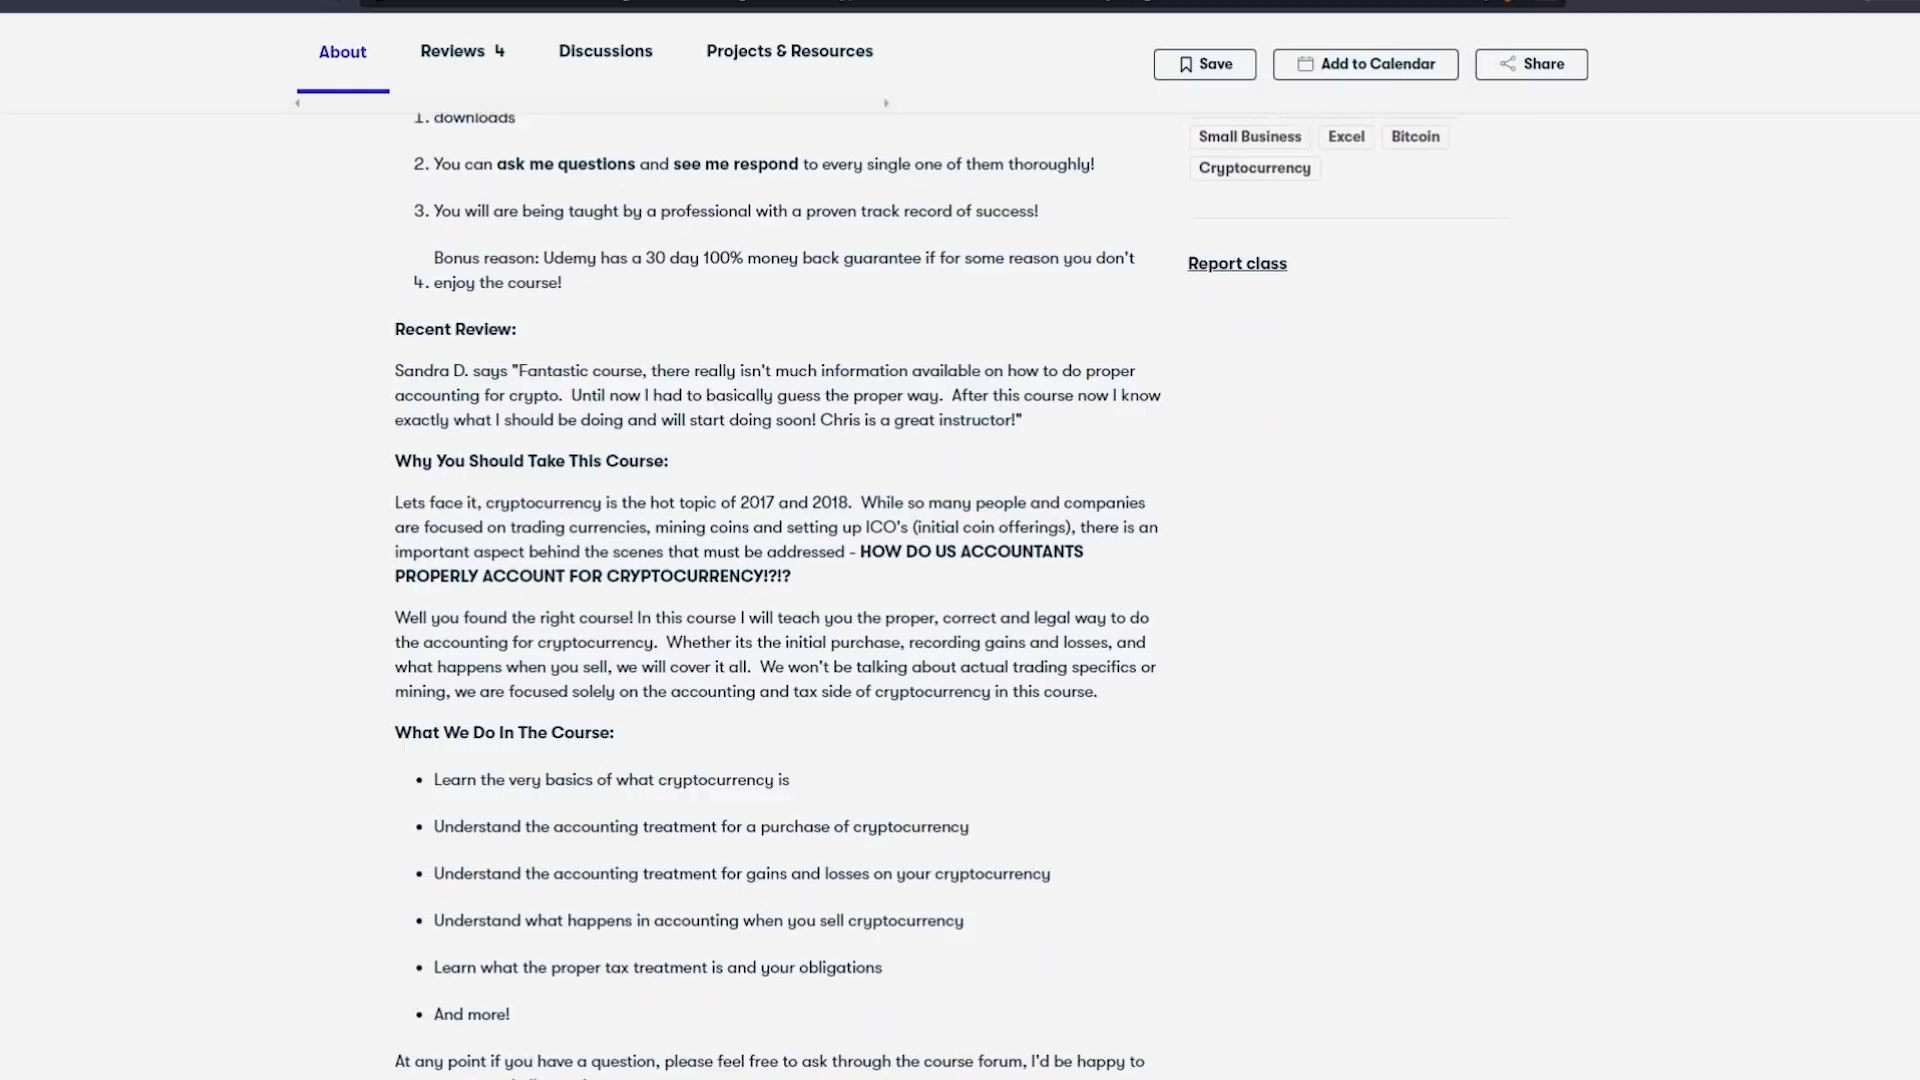 About
Reviews 4
Discussions
Projects & Resources
Save
Add to Calendar
Share
1. downloads
2. You can ask me questions and see me respond to every single one of them thoroughly!
3. You will are being taught by a professional with a proven track record of success!
Bonus reason: Udemy has a 30 day 100% money back guarantee if for some reason you don't
4. enjoy the course!
Recent Review:
Sandra D. says "Fantastic course, there really isn't much information available on how to do proper
accounting for crypto. Until now I had to basically guess the proper way. After this course now I know
exactly what I should be doing and will start doing soon! Chris is a great instructor!"
Why You Should Take This Course:
Lets face it, cryptocurrency is the hot topic of 2017 and 2018. While so many people and companies
are focused on trading currencies, mining coins and setting up ICO's (initial coin offerings), there is an
important aspect behind the scenes that must be addressed - HOW DO US ACCOUNTANTS
PROPERLY ACCOUNT FOR CRYPTOCURRENCY!?!?
Well you found the right course! In this course I will teach you the proper, correct and legal way to do
the accounting for cryptocurrency. Whether its the initial purchase, recording gains and losses, and
what happens when you sell, we will cover it all. We won't be talking about actual trading specifics or
mining, we are focused solely on the accounting and tax side of cryptocurrency in this course.
What We Do In The Course:
• Learn the very basics of what cryptocurrency is
• Understand the accounting treatment for a purchase of cryptocurrency
• Understand the accounting treatment for gains and losses on your cryptocurrency
• Understand what happens in accounting when you sell cryptocurrency
• Learn what the proper tax treatment is and your obligations
• And more!
At any point if you have a question, please feel free to ask through the course forum, I'd be happy to
Small Business
Excel
Bitcoin
Cryptocurrency
Report class